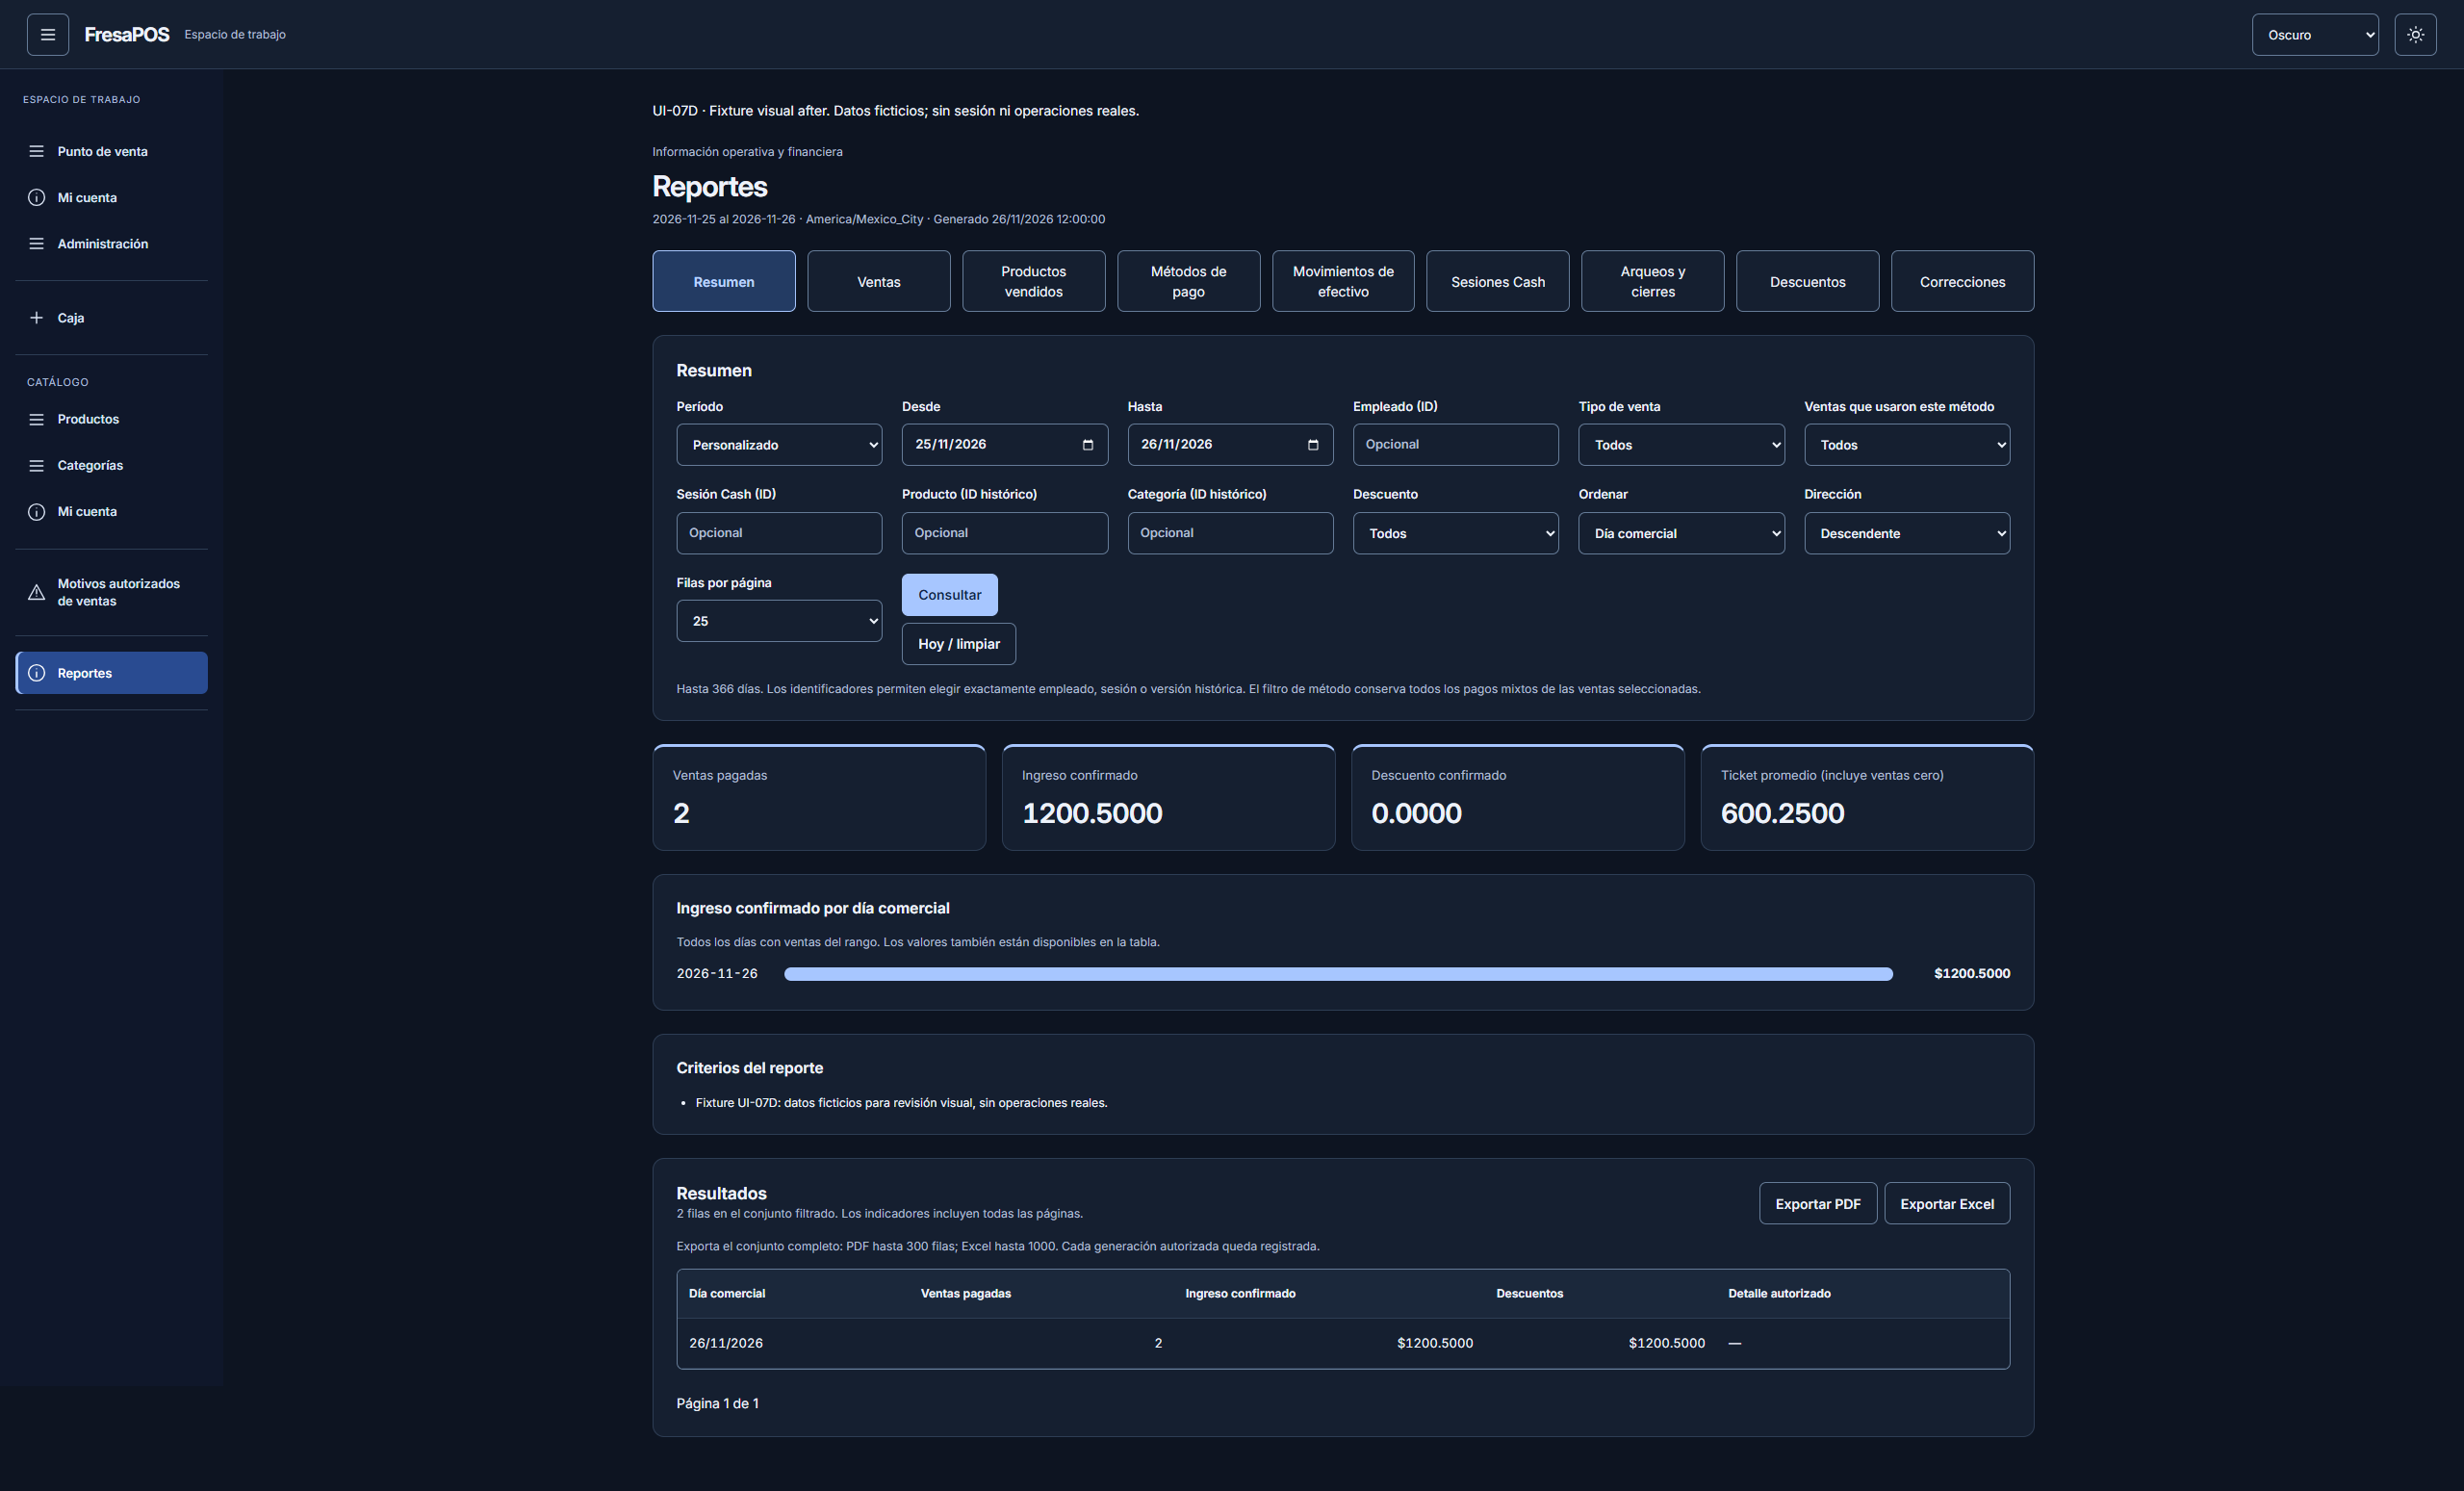 FresaPOS Espacio de trabajo
Oscuro
ESPACIO DE TRABAJO
Punto de venta
Mi cuenta
Administración
Caja
CATÁLOGO
Productos
Categorías
Mi cuenta
Motivos autorizados
de ventas
Reportes
UI-07D · Fixture visual after. Datos ficticios; sin sesión ni operaciones reales.
Información operativa y financiera
Reportes
2026-11-25 al 2026-11-26 · America/Mexico_City · Generado 26/11/2026 12:00:00
Resumen
Ventas
Productos
vendidos
Métodos de
pago
Movimientos de
efectivo
Sesiones Cash
Arqueos y
cierres
Descuentos
Correcciones
Resumen
Período
Personalizado
Desde
25/11/2026
Hasta
26/11/2026
Empleado (ID)
Opcional
Tipo de venta
Todos
Ventas que usaron este método
Todos
Sesión Cash (ID)
Opcional
Producto (ID histórico)
Opcional
Categoría (ID histórico)
Opcional
Descuento
Todos
Ordenar
Día comercial
Dirección
Descendente
Filas por página
25
Consultar
Hoy / limpiar
Hasta 366 días. Los identificadores permiten elegir exactamente empleado, sesión o versión histórica. El filtro de método conserva todos los pagos mixtos de las ventas seleccionadas.
Ventas pagadas
2
Ingreso confirmado
1200.5000
Descuento confirmado
0.0000
Ticket promedio (incluye ventas cero)
600.2500
Ingreso confirmado por día comercial
Todos los días con ventas del rango. Los valores también están disponibles en la tabla.
2026-11-26 $1200.5000
Criterios del reporte
• Fixture UI-07D: datos ficticios para revisión visual, sin operaciones reales.
Resultados
2 filas en el conjunto filtrado. Los indicadores incluyen todas las páginas.
Exportar PDF
Exportar Excel
Exporta el conjunto completo: PDF hasta 300 filas; Excel hasta 1000. Cada generación autorizada queda registrada.
Día comercial Ventas pagadas Ingreso confirmado Descuentos Detalle autorizado
26/11/2026 2 $1200.5000 $1200.5000 —
Página 1 de 1